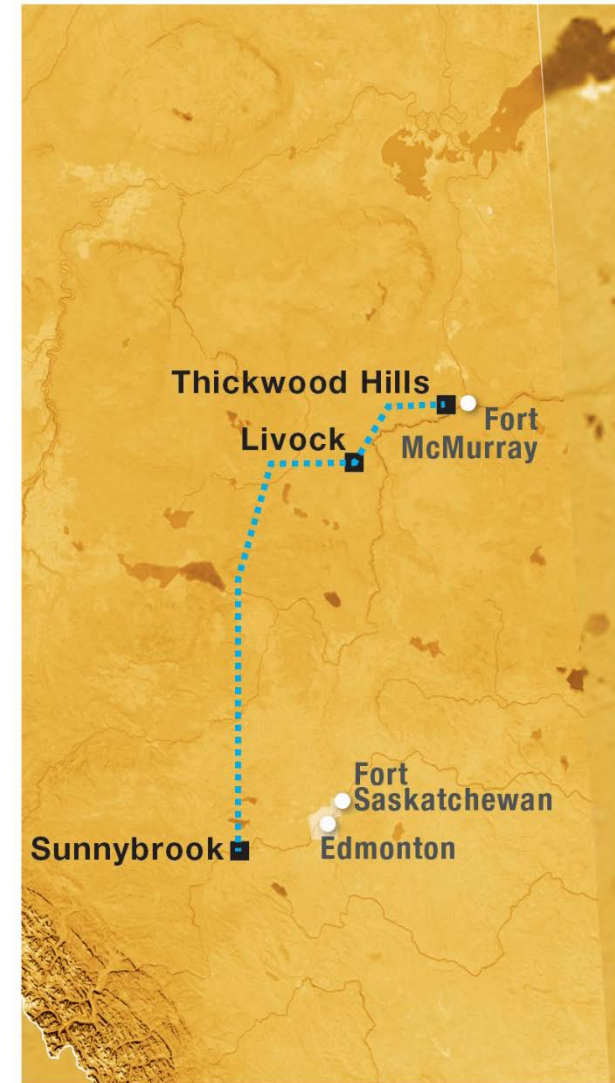 Thickwood Hills
Fort
McMurray
Livock
Fort
Saskatchewan
Edmonton
Sunnybrook